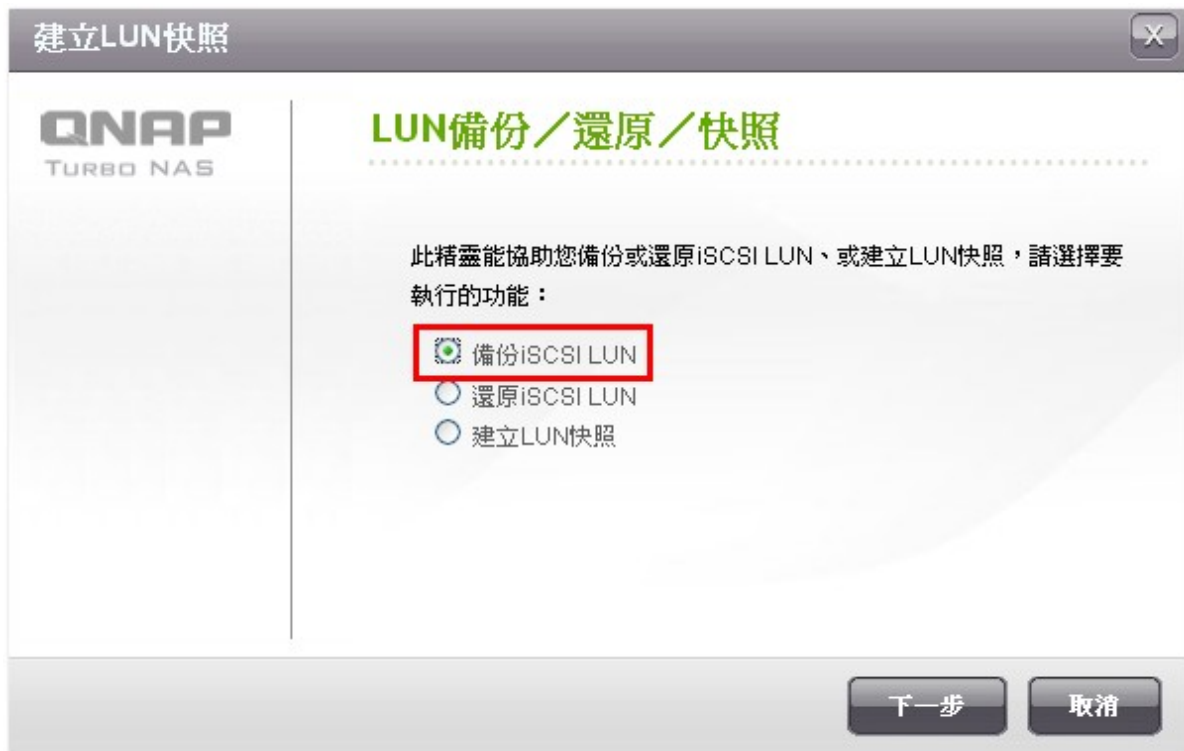 建立LUN快照
X
QNAP
TURBO NAS
LUN備份／還原／快照
此精靈能協助您備份或還原iSCSI LUN、或建立LUN快照，請選擇要
執行的功能：
備份iSCSI LUN
還原iSCSI LUN
建立LUN快照
下一步
取消